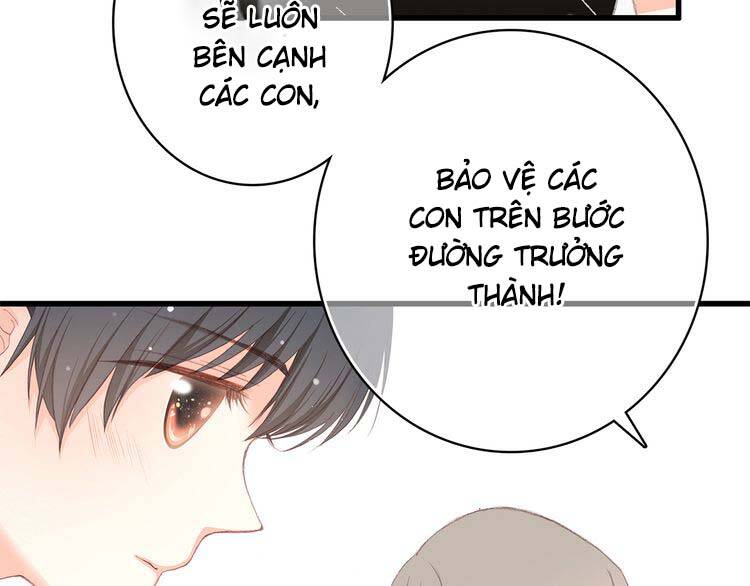 SẼ LUÔN
BÊN CẠNH
CÁC CON,
BẢO VỆ CÁC
CON TRÊN BƯỚC
ĐƯỜNG TRƯỞNG
THÀNH!